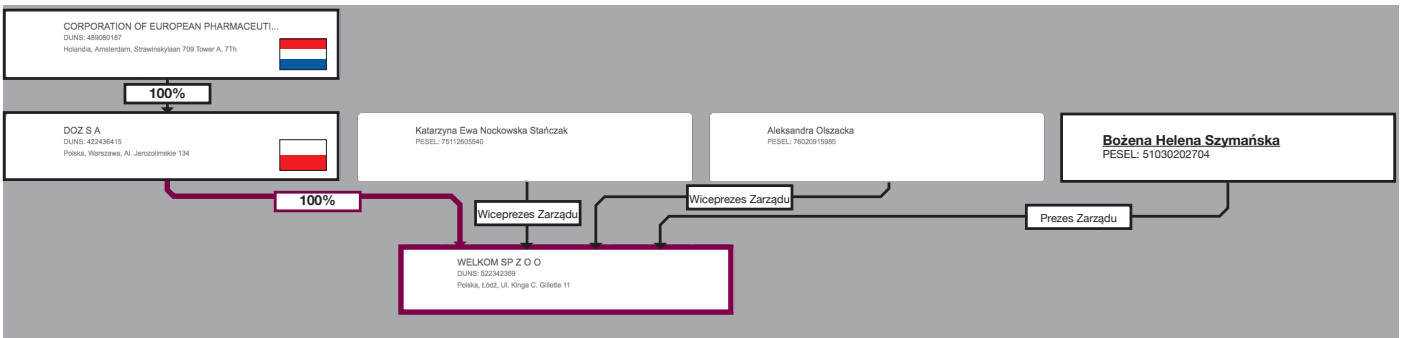 CORPORATION OF EUROPEAN PHARMACEUTI...
DUNS: 489080187
Holandia, Amsterdam, Strawinskylaan 709 Tower A, 7Th
100%
DOZ S A
DUNS: 422436415
Polska, Warszawa, Al. Jerozolimskie 134
Katarzyna Ewa Nockowska Stańczak
PESEL: 75112605540
Aleksandra Olszacka
PESEL: 76020915985
Bożena Helena Szymańska
PESEL: 51030202704
100%
Wiceprezes Zarządu
Wiceprezes Zarządu
Prezes Zarządu
WELKOM SP Z O O
DUNS: 522342369
Polska, Łódź, Ul. Kinga C. Gillette 11